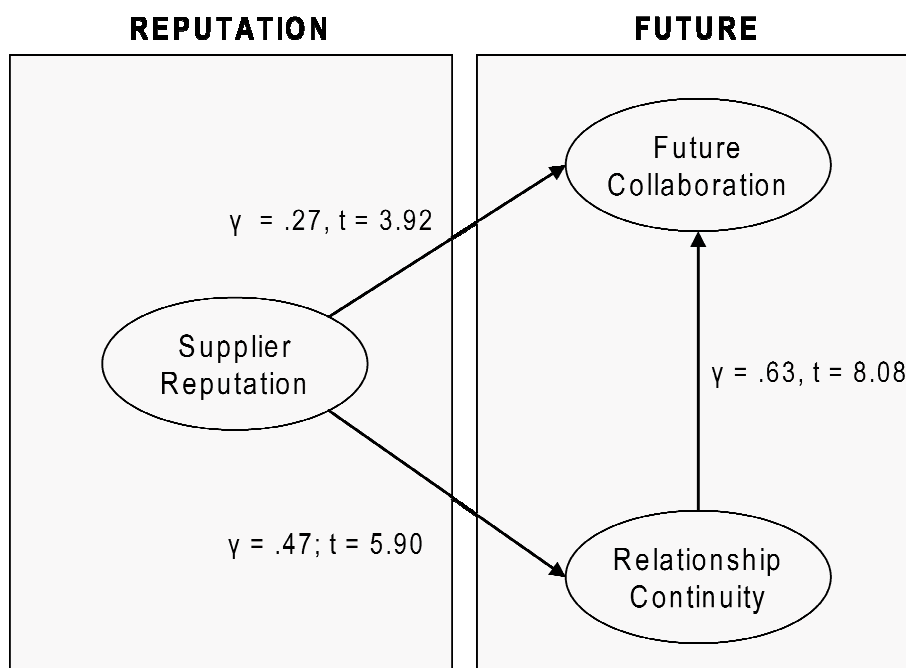 REPUTATION
FUTURE
Future
Collaboration
γ = .27, t = 3.92
Supplier
Reputation
γ = .63, t = 8.08
γ = .47; t = 5.90
Relationship
Continuity